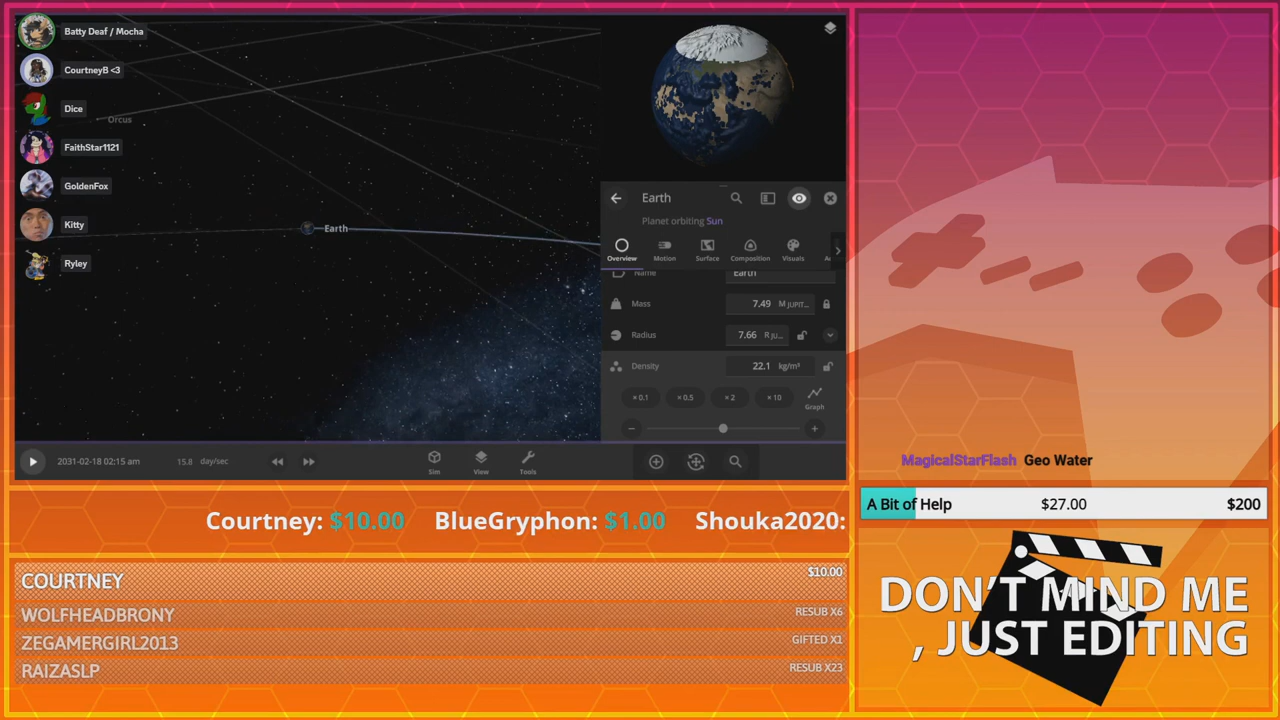 Batty Deaf / Mocha
CourtneyB <3
Dice
Orcus
FaithStar1121
GoldenFox
Kitty
Ryley
Earth
Earth
Planet orbiting Sun
Overview
Motion
Surface
Composition
Visuals
Name
Earth
Mass
7.49 M JUPIT...
Radius
7.66 R JU...
Density
22.1 kg/m³
× 0.1
× 0.5
× 2
× 10
Graph
2031-02-18 02:15 am
15.8 day/sec
Sim
View
Tools
MagicalStarFlash Geo Water
A Bit of Help $27.00 $200
Courtney: $10.00 BlueGryphon: $1.00 Shouka2020:
COURTNEY $10.00
WOLFHEADBRONY RESUB X6
ZEGAMERGIRL2013 GIFTED X1
RAIZASLP RESUB X23
DON'T MIND ME
, JUST EDITING